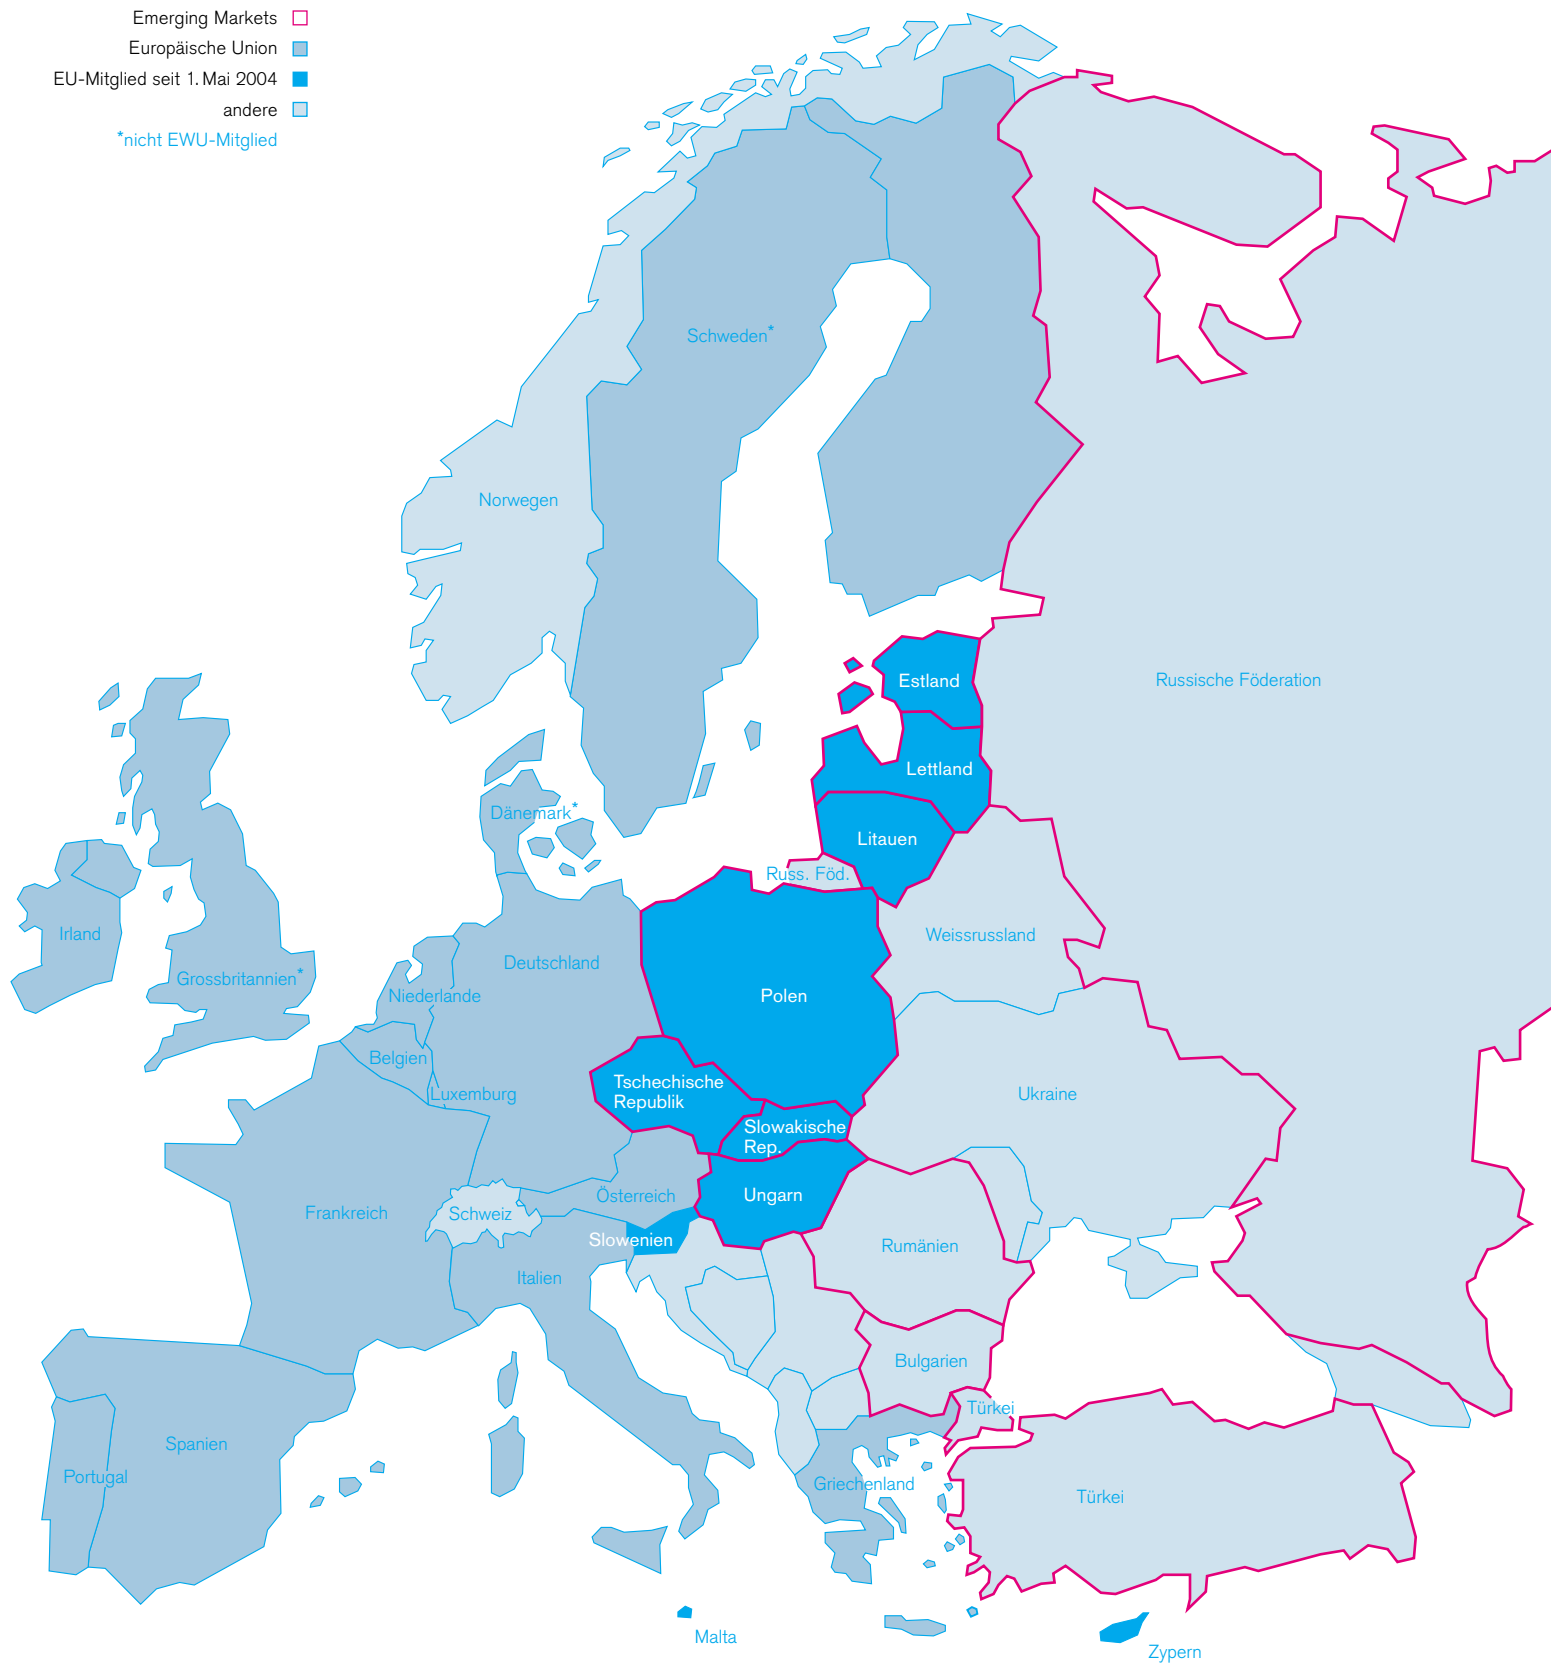 Emerging Markets
Europäische Union
EU-Mitglied seit 1. Mai 2004
andere
*nicht EWU-Mitglied
Schweden*
Norwegen
Estland
Russische Föderation
Lettland
Dänemark*
Litauen
Russ. Föd.
Irland
Weissrussland
Deutschland
Grossbritannien*
Niederlande
Polen
Belgien
Tschechische
Republik
Luxemburg
Ukraine
Slowakische
Rep.
Österreich
Ungarn
Frankreich
Schweiz
Slowenien
Rumänien
Italien
Bulgarien
Türkei
Spanien
Portugal
Griechenland
Türkei
Malta
Zypern